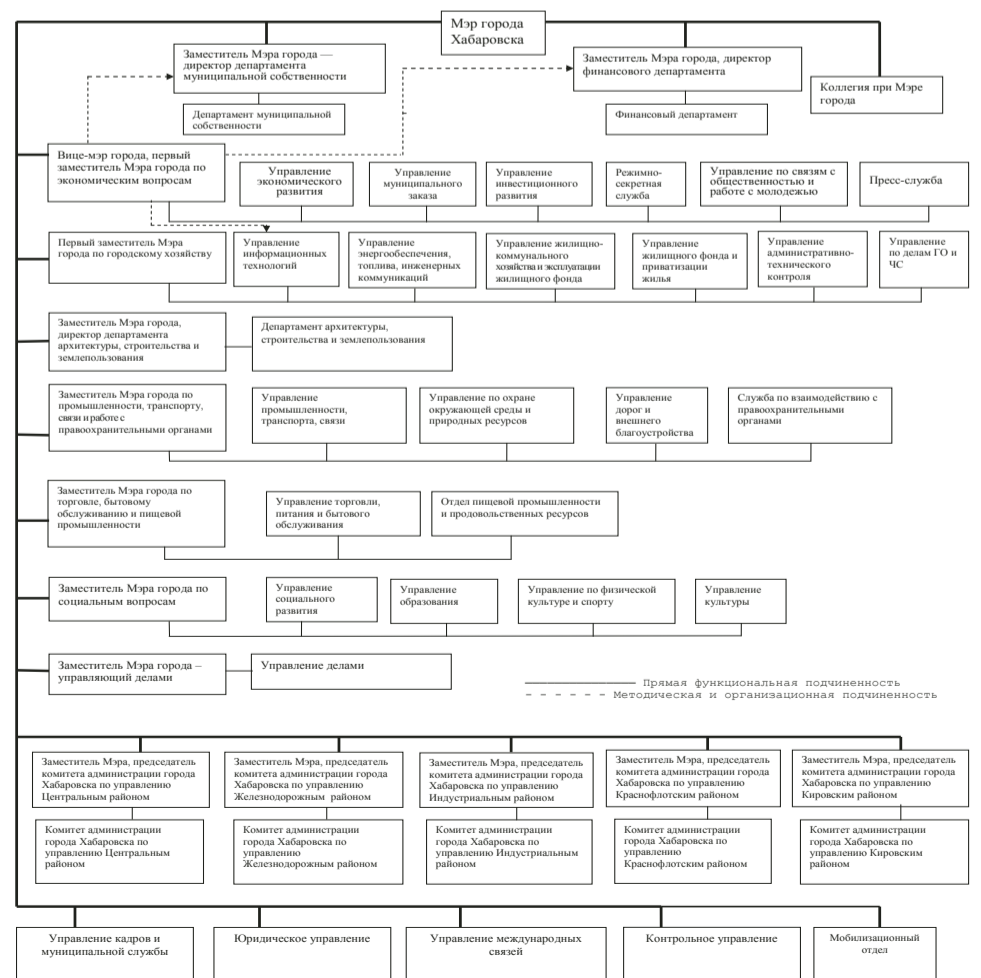 Мэр города
Хабаровска
Заместитель Мэра города —
директор департамента
муниципальной собственности
Заместитель Мэра города, директор
финансового департамента
Коллегия при Мэре
города
Департамент муниципальной
собственности
Финансовый департамент
Вице-мэр города, первый
заместитель Мэра города по
экономическим вопросам
Управление
экономического
развития
Управление
муниципального
заказа
Управление
инвестиционного
развития
Режимно-
секретная
служба
Управление по связям с
общественностью и
работе с молодежью
Пресс-служба
Первый заместитель Мэра
города по городскому хозяйству
Управление
информационных
технологий
Управление
энергообеспечения,
топлива, инженерных
коммуникаций
Управление жилищно-
коммунального
хозяйства и эксплуатации
жилищного фонда
Управление
жилищного фонда и
приватизации
жилья
Управление
административно-
технического
контроля
Управление
по делам ГО и
ЧС
Заместитель Мэра города,
директор департамента
архитектуры, строительства и
землепользования
Департамент архитектуры,
строительства и землепользования
Заместитель Мэра города по
промышленности, транспорту,
связи и работе с
правоохранительными органами
Управление
промышленности,
транспорта, связи
Управление по охране
окружающей среды и
природных ресурсов
Управление
дорог и
внешнего
благоустройства
Служба по взаимодействию с
правоохранительными
органами
Заместитель Мэра города по
торговле, бытовому
обслуживанию и пищевой
промышленности
Управление торговли,
питания и бытового
обслуживания
Отдел пищевой промышленности
и продовольственных ресурсов
Заместитель Мэра города по
социальным вопросам
Управление
социального
развития
Управление
образования
Управление по физической
культуре и спорту
Управление
культуры
Заместитель Мэра города –
управляющий делами
Управление делами
Прямая функциональная подчиненность
Методическая и организационная подчиненность
Заместитель Мэра, председатель
комитета администрации города
Хабаровска по управлению
Центральным районом
Заместитель Мэра, председатель
комитета администрации города
Хабаровска по управлению
Железнодорожным районом
Заместитель Мэра, председатель
комитета администрации города
Хабаровска по управлению
Индустриальным районом
Заместитель Мэра, председатель
комитета администрации города
Хабаровска по управлению
Краснофлотским районом
Заместитель Мэра, председатель
комитета администрации города
Хабаровска по управлению
Кировским районом
Комитет администрации
города Хабаровска по
управлению Центральным
районом
Комитет администрации
города Хабаровска по
управлению
Железнодорожным районом
Комитет администрации
города Хабаровска по
управлению Индустриальным
районом
Комитет администрации
города Хабаровска по
управлению
Краснофлотским районом
Комитет администрации
города Хабаровска по
управлению Кировским
районом
Управление кадров и
муниципальной службы
Юридическое управление
Управление международных
связей
Контрольное управление
Мобилизационный
отдел